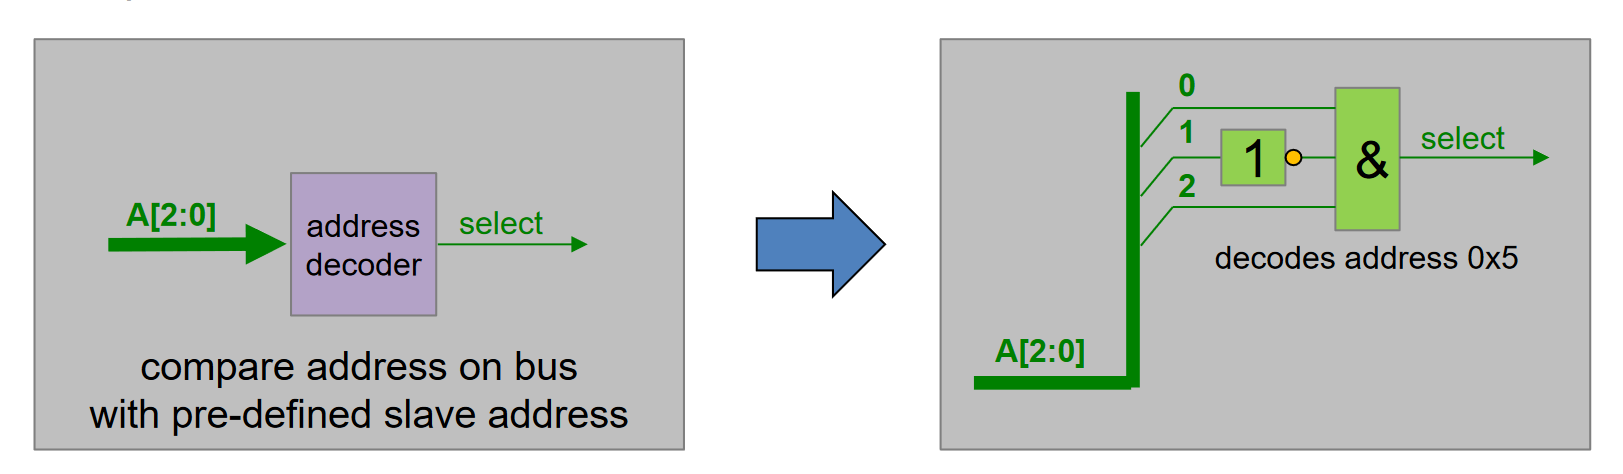 A[2:0]
address
decoder
select
compare address on bus
with pre-defined slave address
0
1
2
1
&
select
decodes address 0x5
A[2:0]